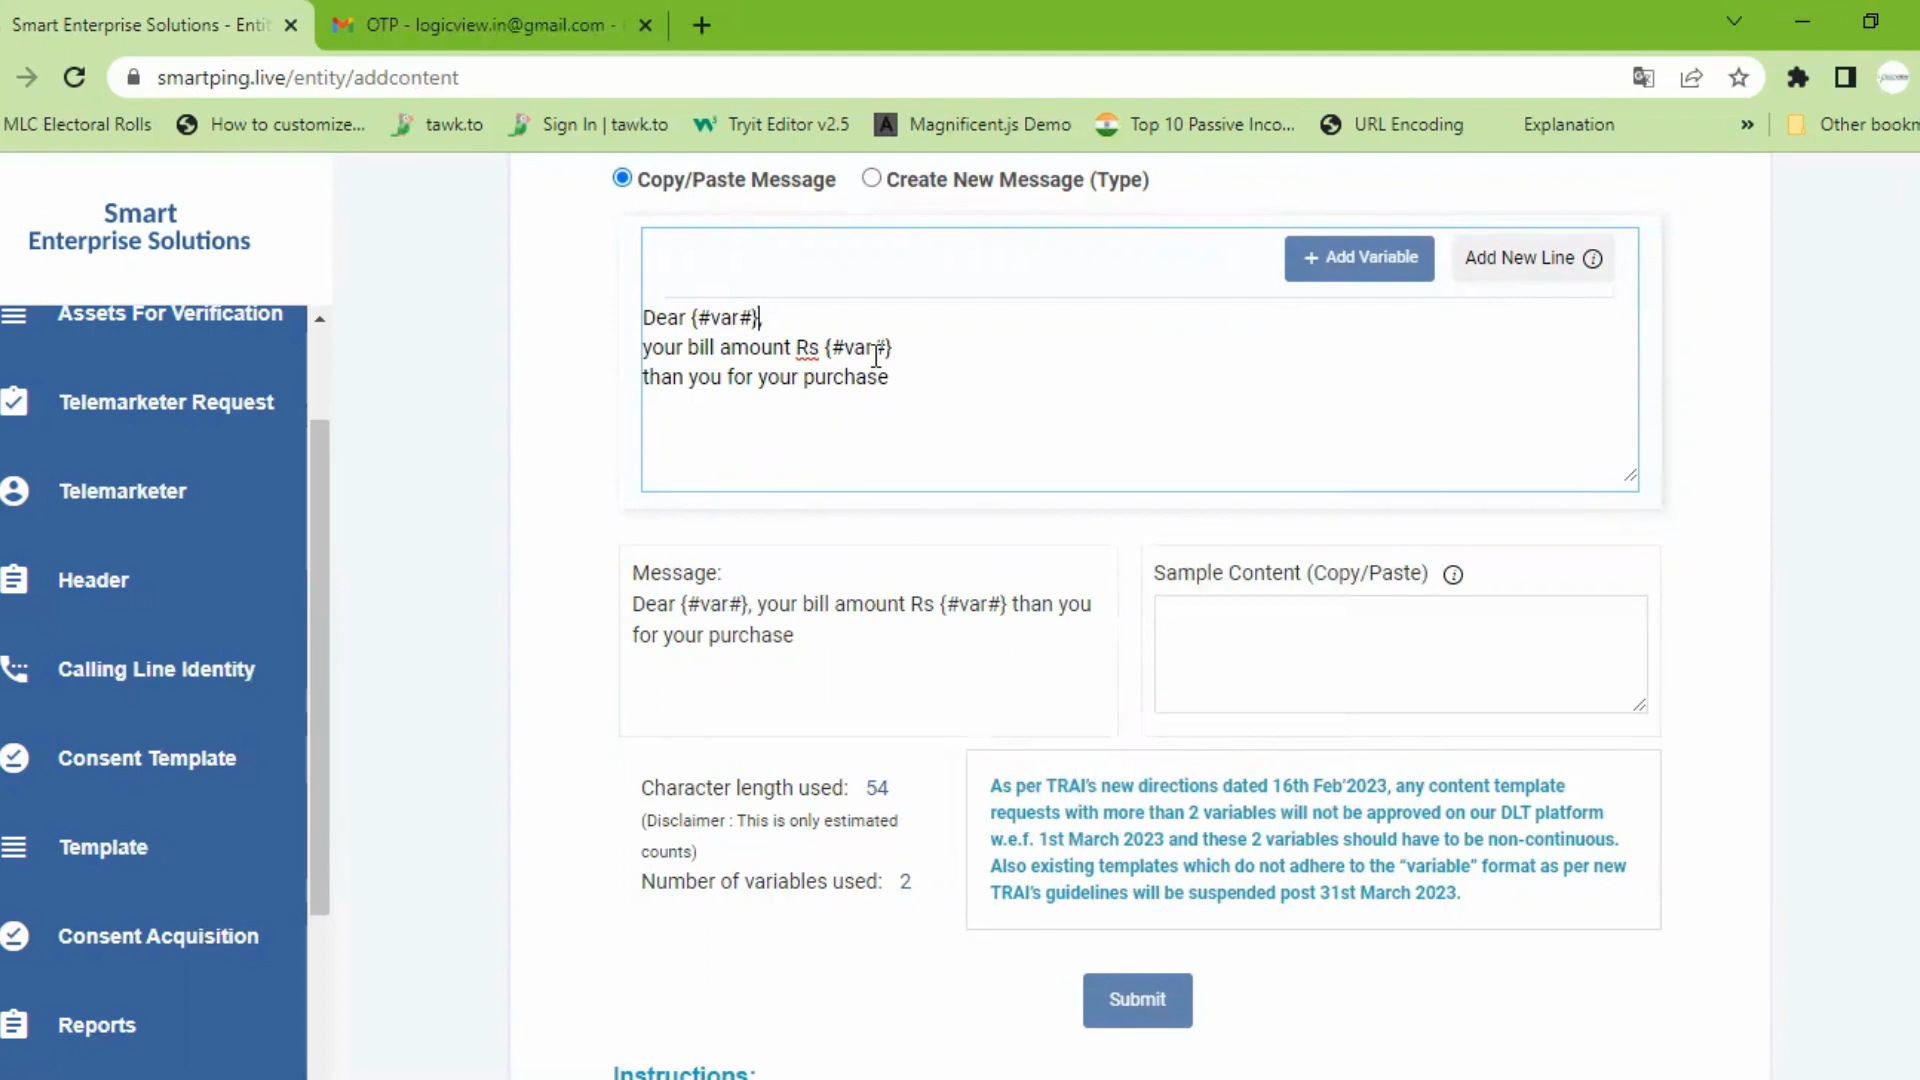 Smart Enterprise Solutions - Entit
OTP - logicview.in@gmail.com -
smartping.live/entity/addcontent
MLC Electoral Rolls
How to customize...
tawk.to
Sign In | tawk.to
Tryit Editor v2.5
Magnificent.js Demo
Top 10 Passive Inco...
URL Encoding
Explanation
»
Other bookm
Smart
Enterprise Solutions
Assets For Verification
Telemarketer Request
Telemarketer
Header
Calling Line Identity
Consent Template
Template
Consent Acquisition
Reports
Copy/Paste Message
Create New Message (Type)
+ Add Variable
Add New Line
Dear {#var#},
your bill amount Rs {#var#}
than you for your purchase
Message:
Dear {#var#}, your bill amount Rs {#var#} than you
for your purchase
Sample Content (Copy/Paste)
Character length used: 54
(Disclaimer : This is only estimated
counts)
Number of variables used: 2
As per TRAI's new directions dated 16th Feb'2023, any content template
requests with more than 2 variables will not be approved on our DLT platform
w.e.f. 1st March 2023 and these 2 variables should have to be non-continuous.
Also existing templates which do not adhere to the “variable” format as per new
TRAI's guidelines will be suspended post 31st March 2023.
Submit
Instructions: